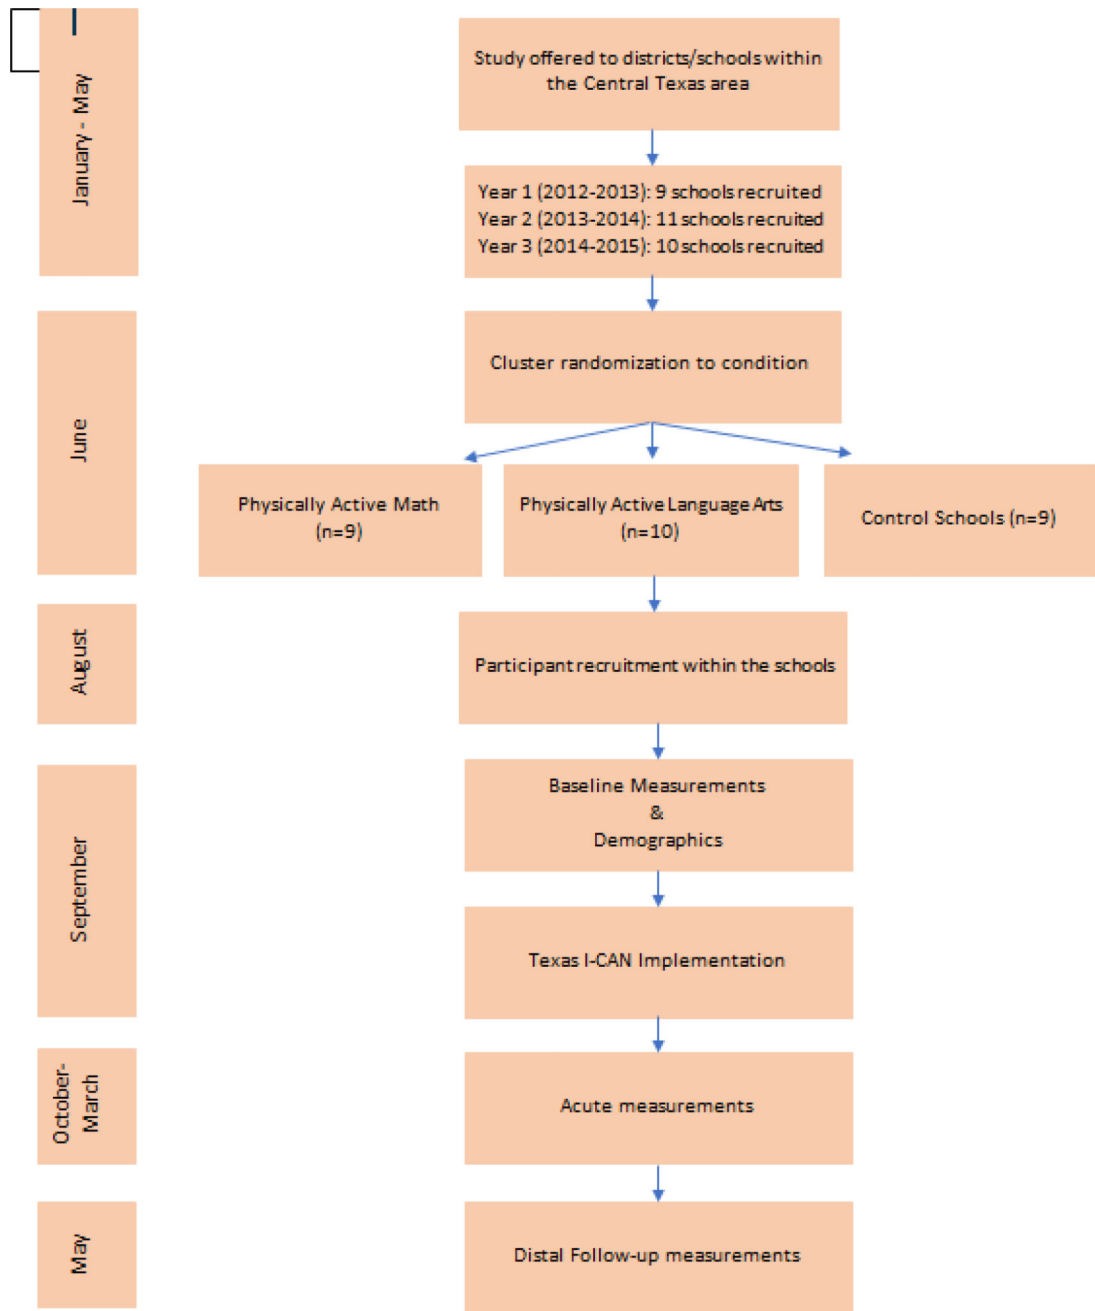 January - May
Study offered to districts/schools within
the Central Texas area
Year 1 (2012-2013): 9 schools recruited
Year 2 (2013-2014): 11 schools recruited
Year 3 (2014-2015): 10 schools recruited
June
Cluster randomization to condition
Physically Active Math
(n=9)
Physically Active Language Arts
(n=10)
Control Schools (n=9)
August
Participant recruitment within the schools
September
Baseline Measurements
&
Demographics
Texas I-CAN Implementation
October-
March
Acute measurements
May
Distal Follow-up measurements